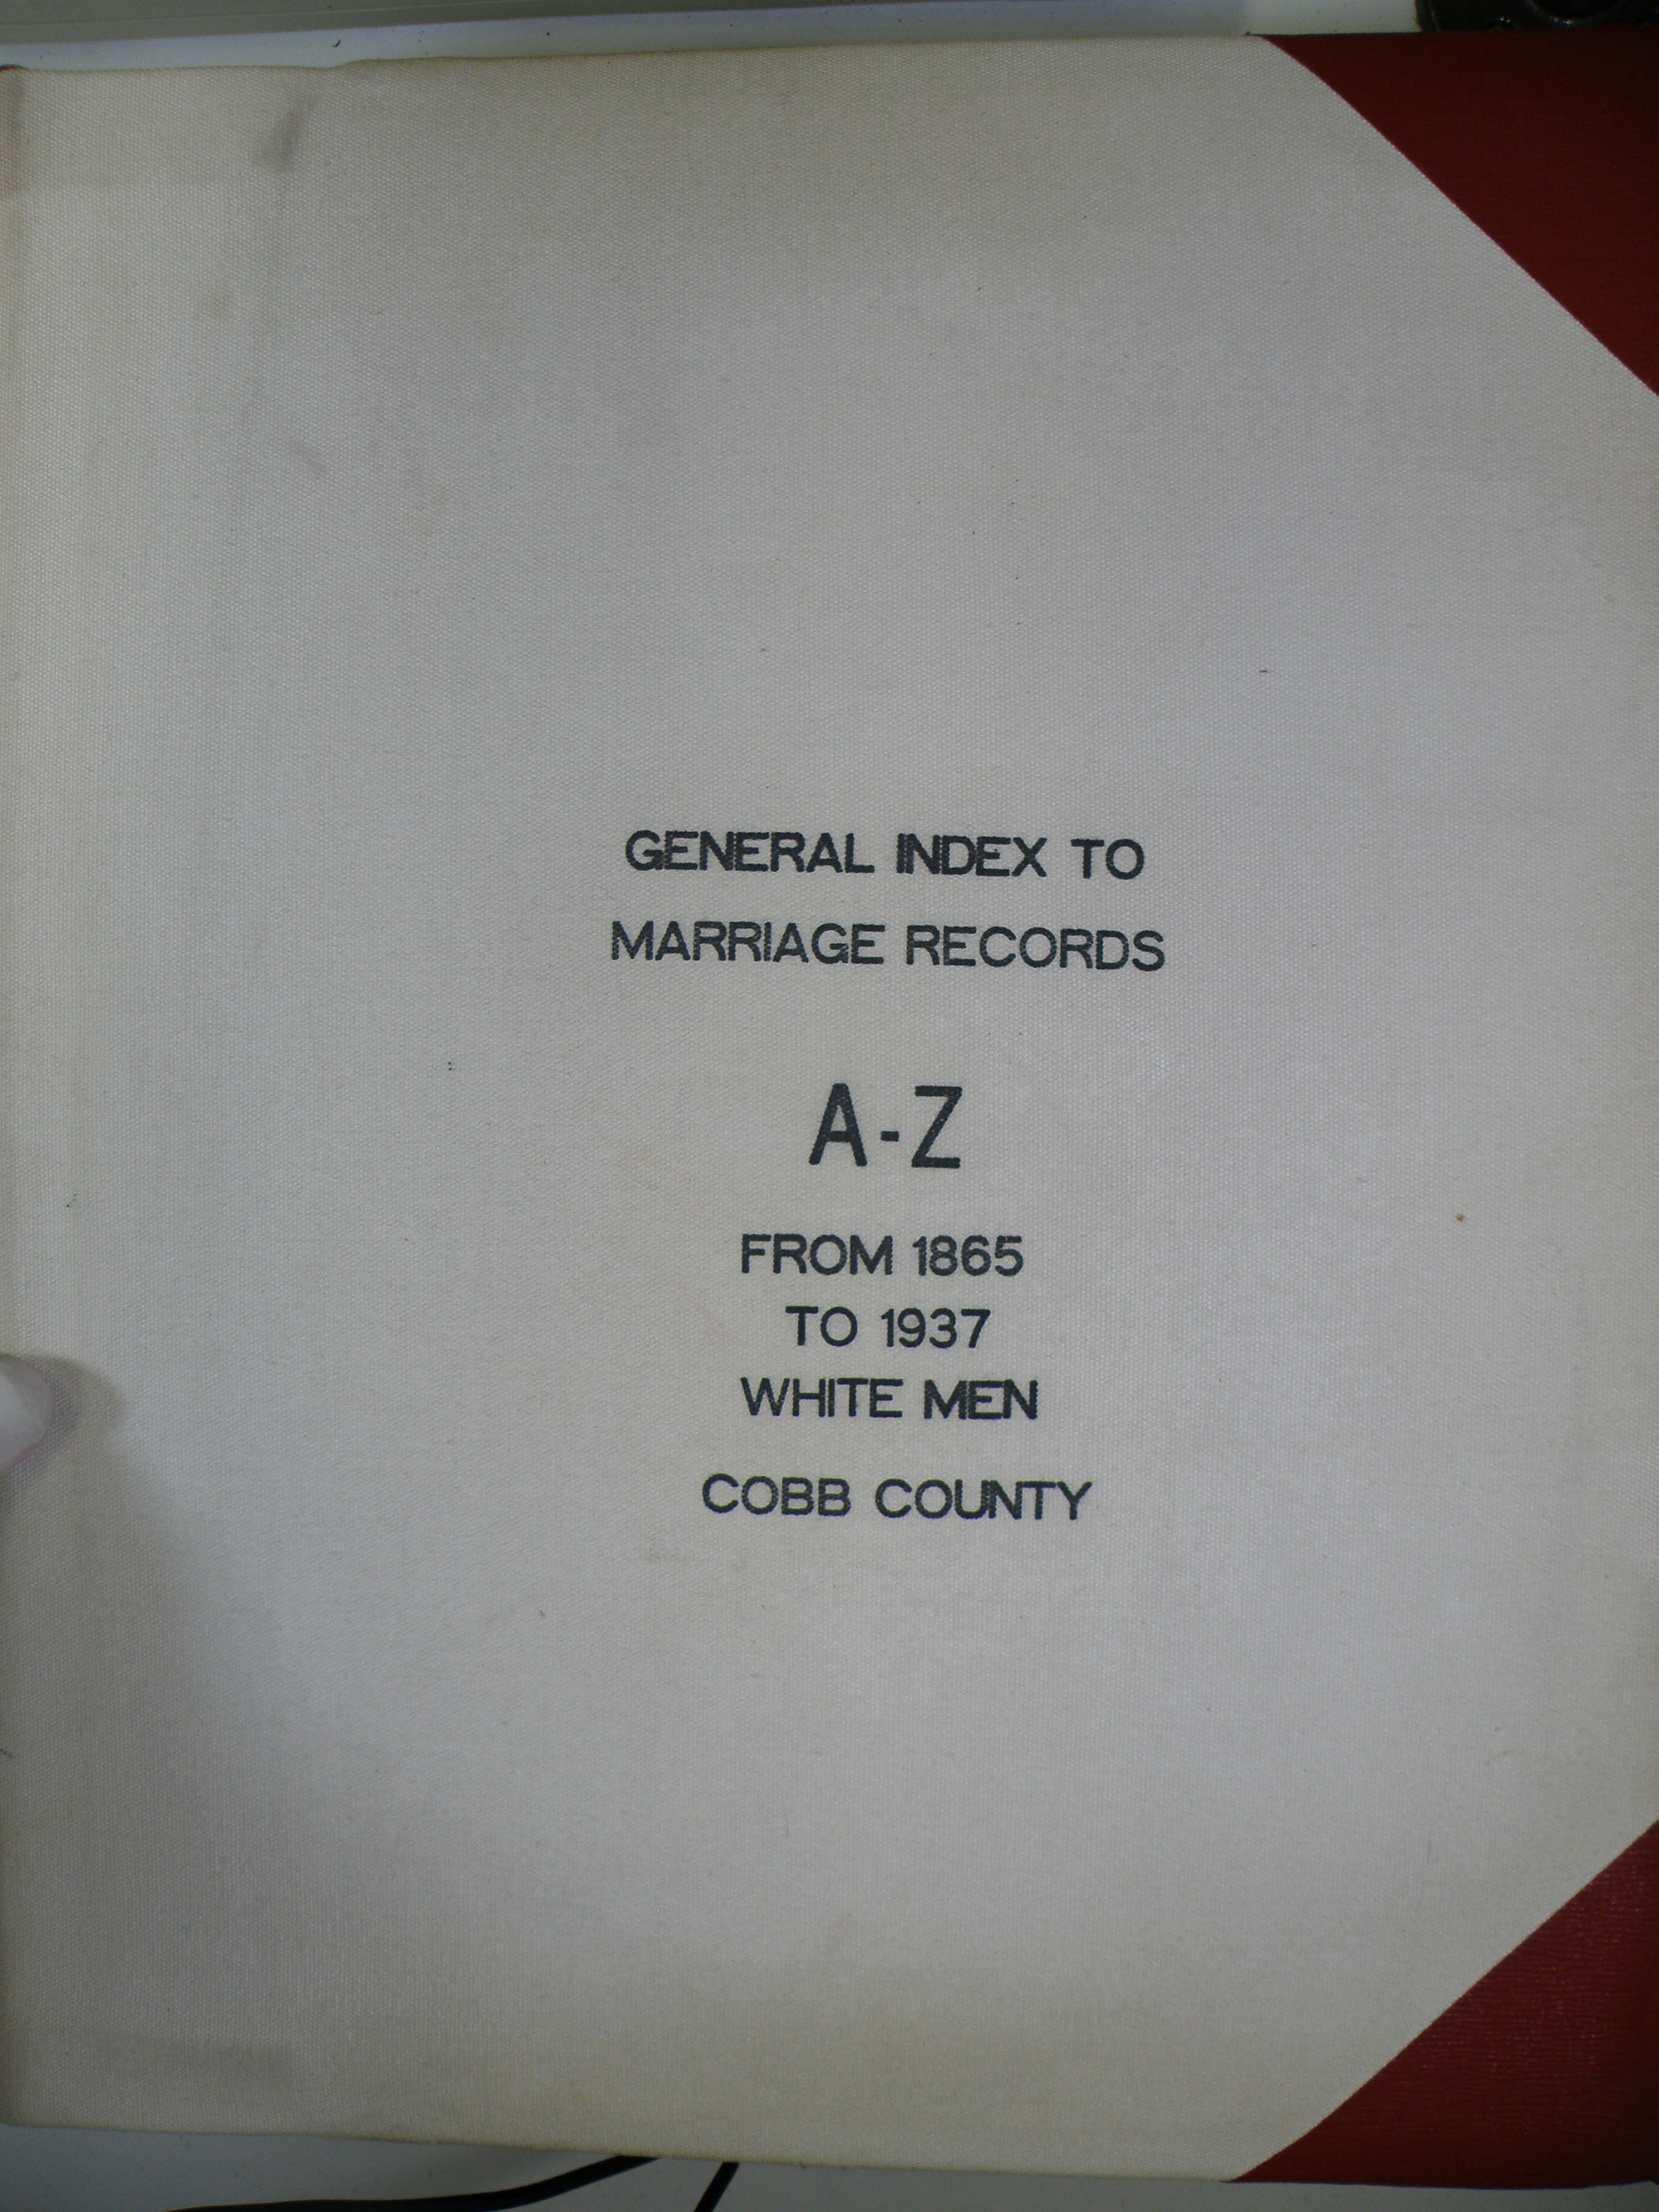 GENERAL INDEX TO
MARRIAGE RECORDS
A-Z
FROM 1865
TO 1937
WHITE MEN
COBB COUNTY